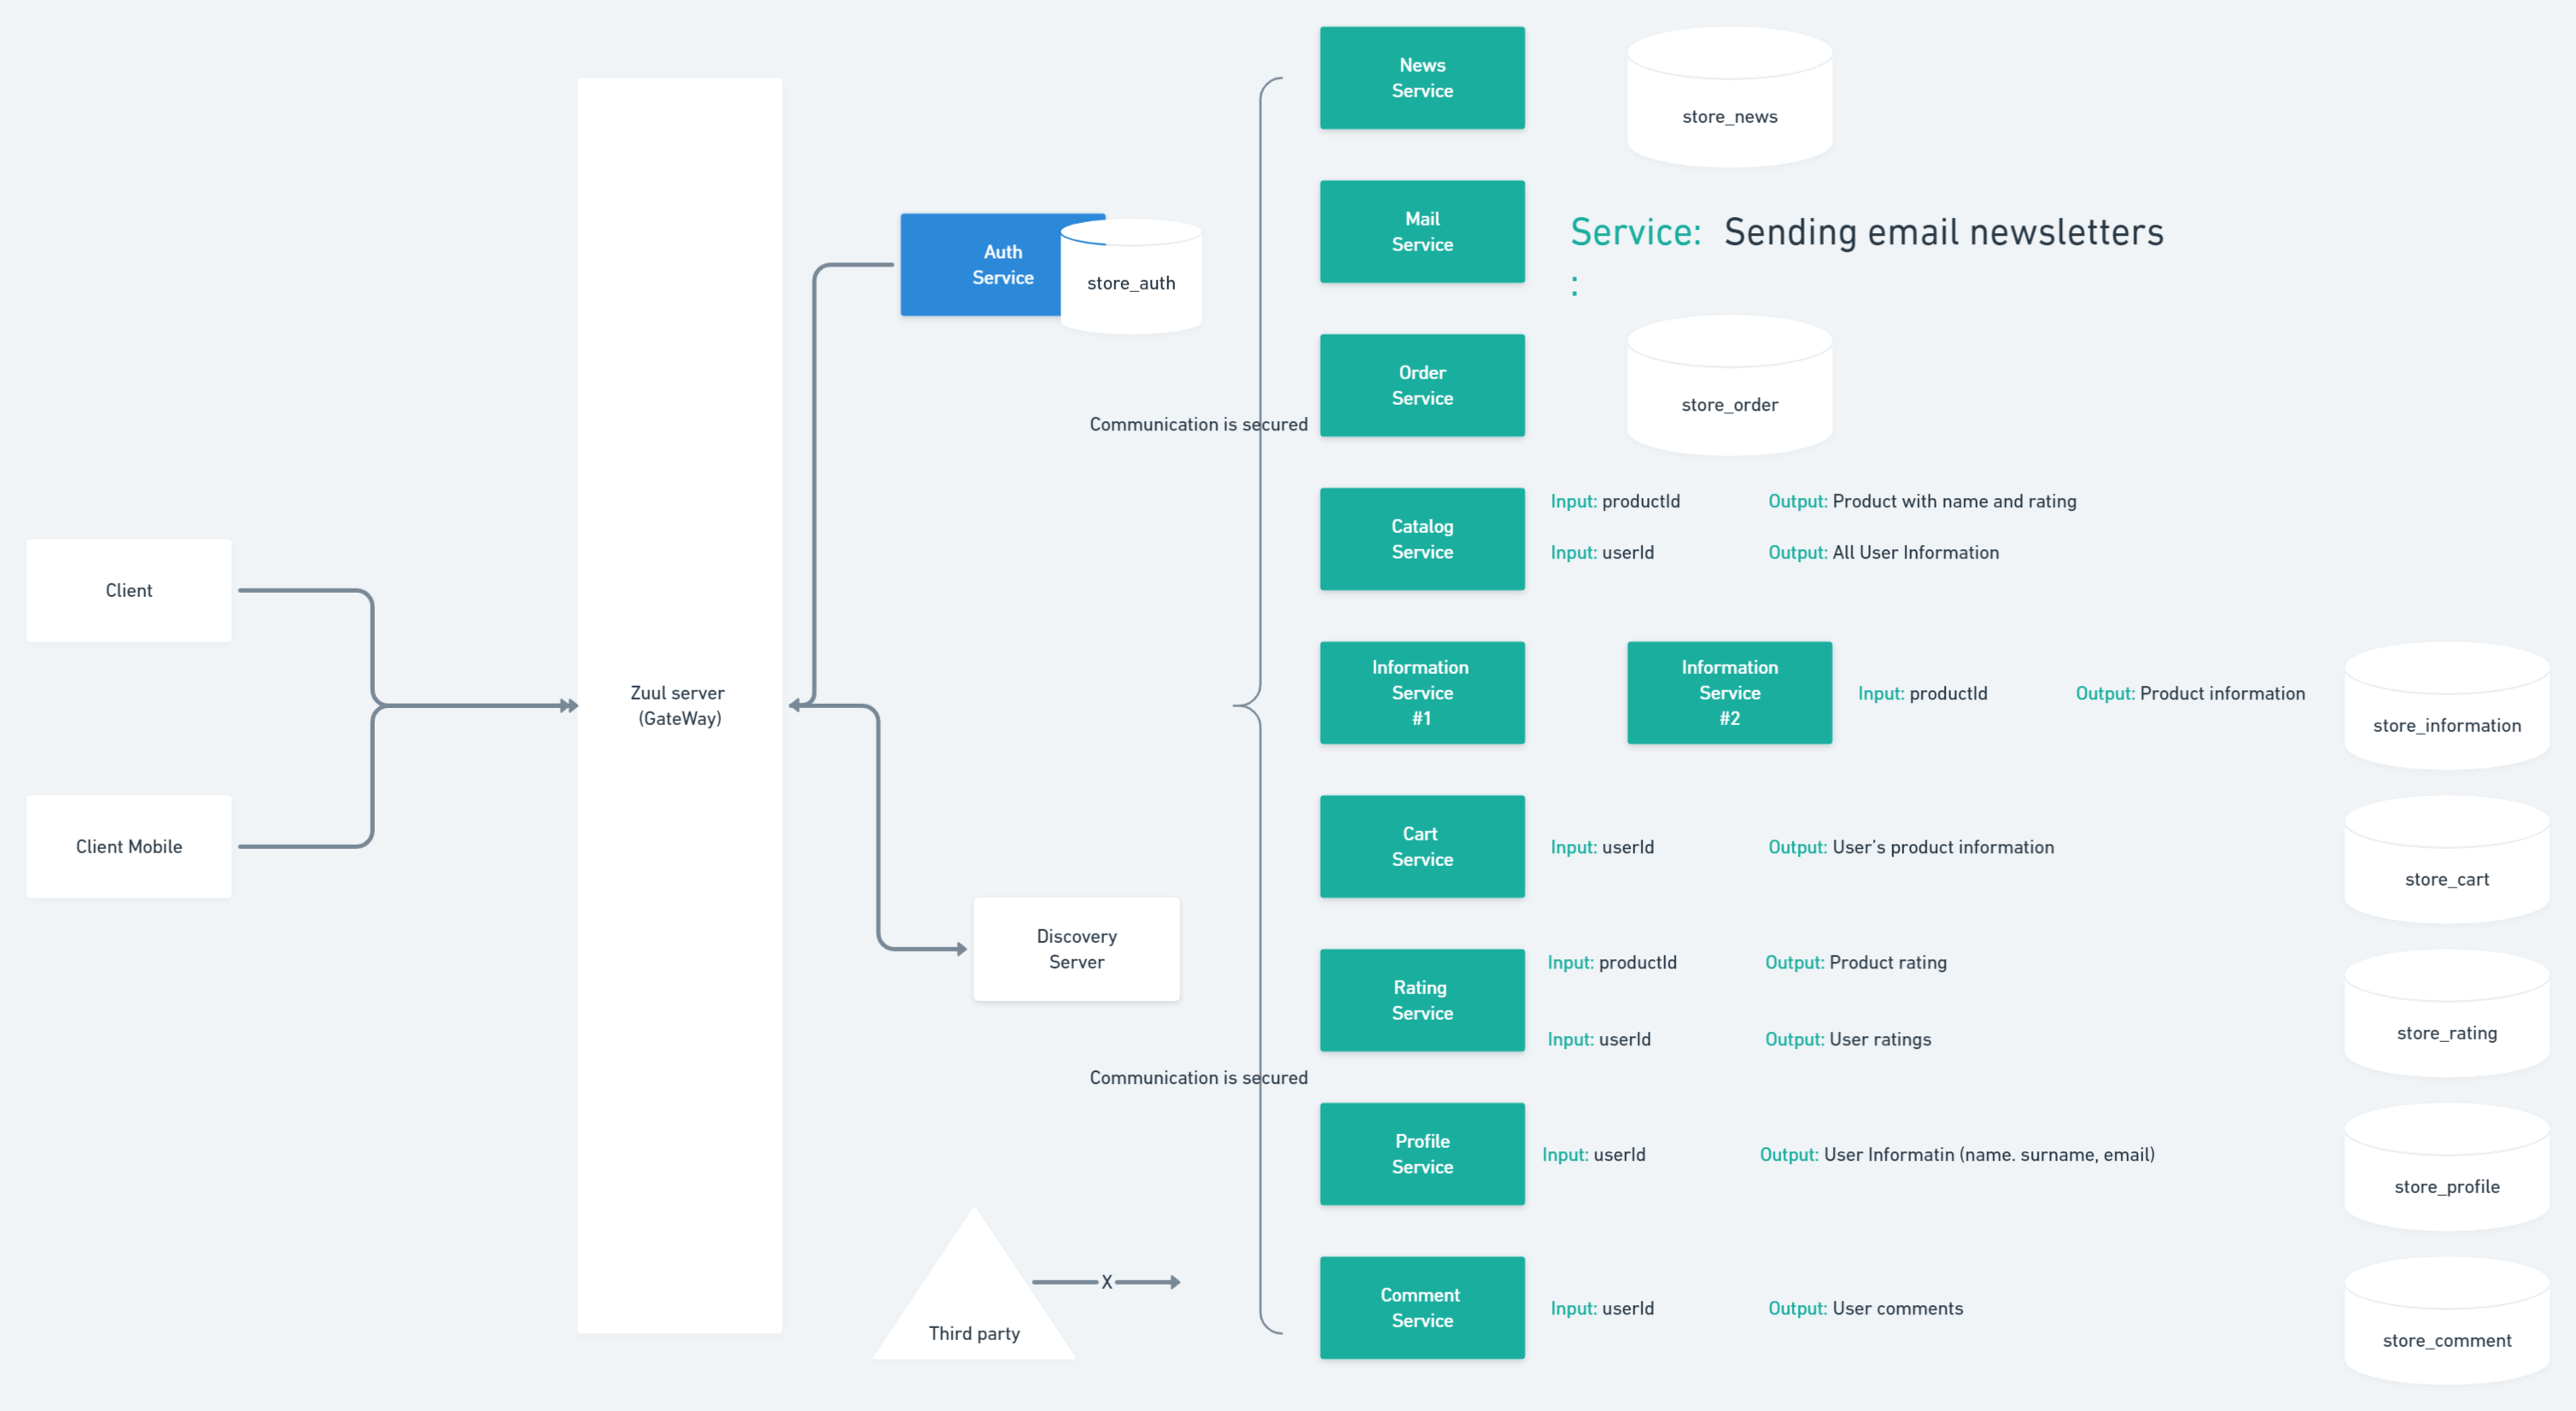 News
Service
store_news
Mail
Service
Service: Sending email newsletters
:
Auth
Service
store_auth
Order
Service
store_order
Communication is secured
Catalog
Service
Input: productId Output: Product with name and rating
Input: userId Output: All User Information
Client
Zuul server
(GateWay)
Information
Service
#1
Information
Service
#2
Input: productId Output: Product information
store_information
Client Mobile
Cart
Service
Input: userId Output: User's product information
store_cart
Discovery
Server
Rating
Service
Input: productId Output: Product rating
Input: userId Output: User ratings
store_rating
Communication is secured
Profile
Service
Input: userId Output: User Informatin (name. surname, email)
store_profile
Third party
X
Comment
Service
Input: userId Output: User comments
store_comment